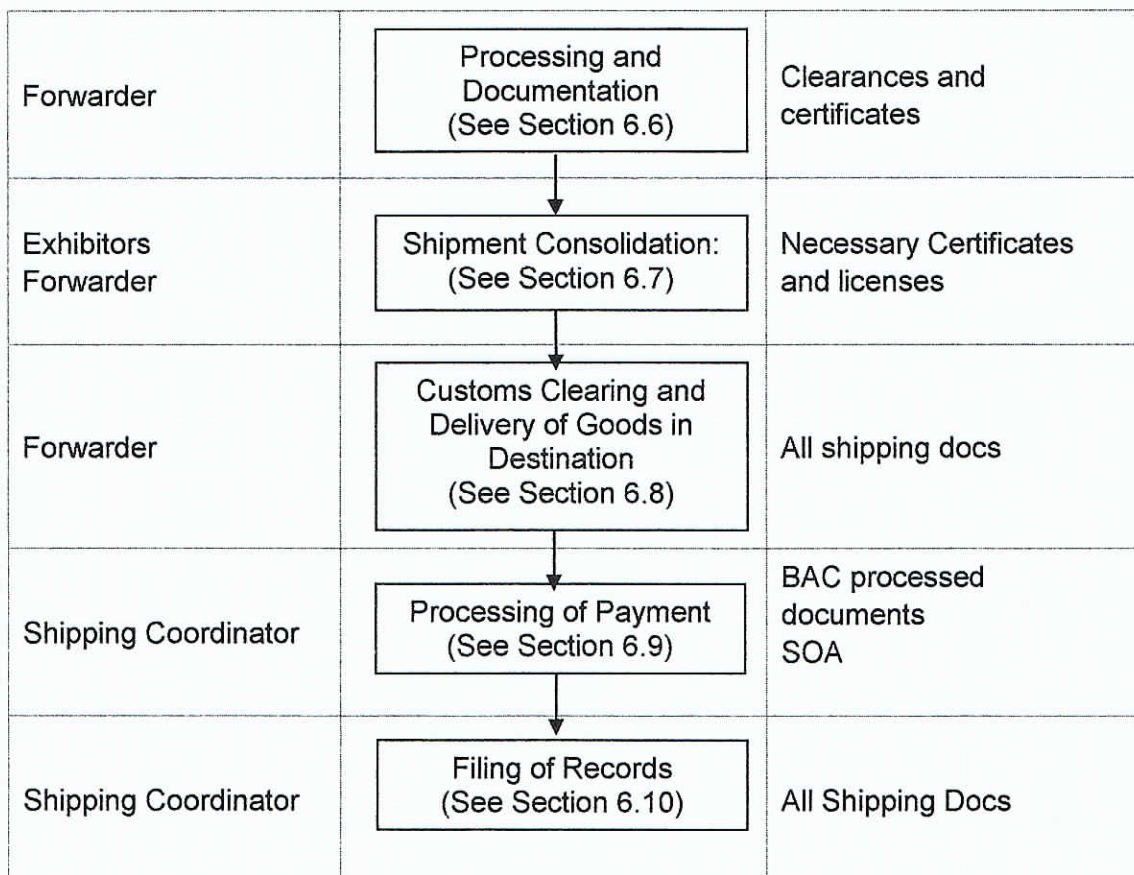 Forwarder
Processing and
Documentation
(See Section 6.6)
Clearances and
certificates
Exhibitors
Forwarder
Shipment Consolidation:
(See Section 6.7)
Necessary Certificates
and licenses
Forwarder
Customs Clearing and
Delivery of Goods in
Destination
(See Section 6.8)
All shipping docs
Shipping Coordinator
Processing of Payment
(See Section 6.9)
BAC processed
documents
SOA
Shipping Coordinator
Filing of Records
(See Section 6.10)
All Shipping Docs